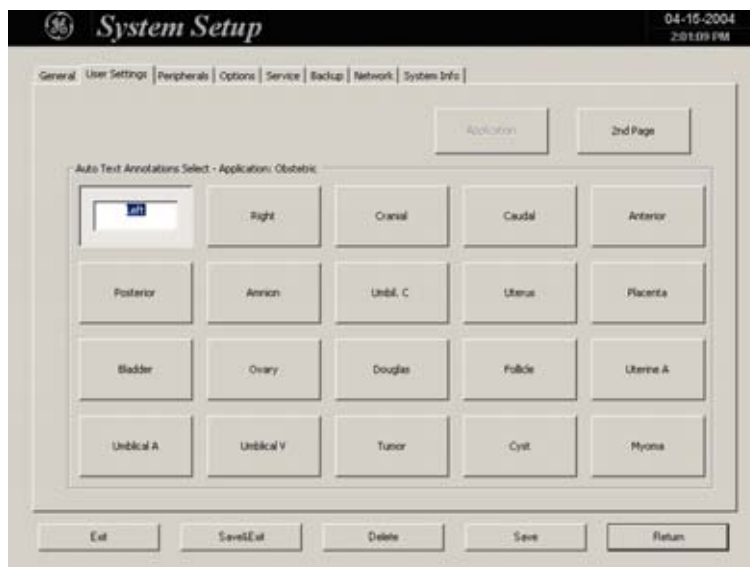 System Setup
04-15-2004
2:01:09 PM
General User Settings Peripherals Options Service Backup Network System Info
Application 2nd Page
Auto Text Annotations Select - Application: Obstetric
Left Right Cranial Caudal Anterior
Posterior Amnion Umbil. C Uterus Placenta
Bladder Ovary Douglas Follicle Uterine A
Umblical A Umblical V Tumor Cyst Myoma
Exit Save&Exit Delete Save Return